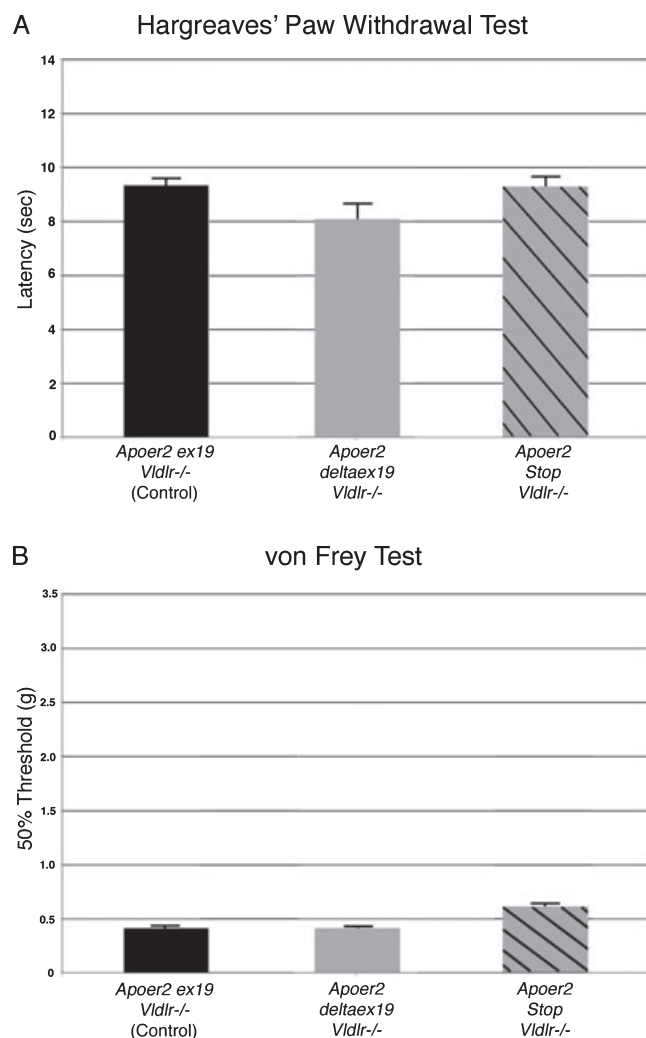 A
Hargreaves’ Paw Withdrawal Test
14
12
10
8
6
4
2
0
Latency (sec)
Apoer2 ex19
Vldlr-/-
(Control)
Apoer2
deltaex19
Vldlr-/-
Apoer2
Stop
Vldlr-/-
B
von Frey Test
3.5
3.0
2.5
2.0
1.5
1.0
0.5
0
50% Threshold (g)
Apoer2 ex19
Vldlr-/-
(Control)
Apoer2
deltaex19
Vldlr-/-
Apoer2
Stop
Vldlr-/-